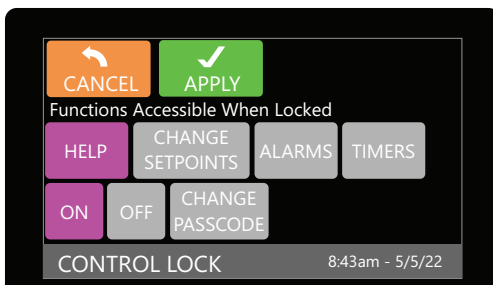 CANCEL APPLY
Functions Accessible When Locked
HELP CHANGE SETPOINTS ALARMS TIMERS
ON OFF CHANGE PASSCODE
CONTROL LOCK 8:43am - 5/5/22